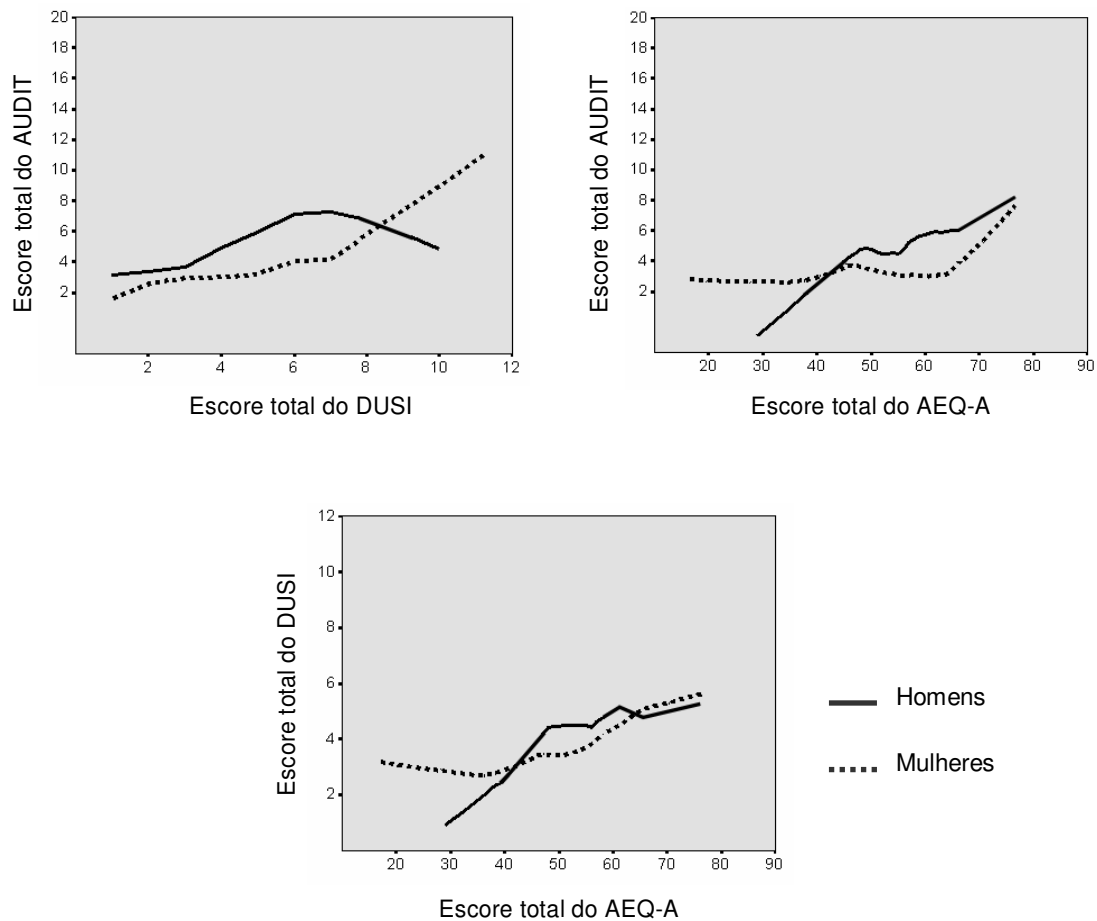 20
18
16
14
12
10
8
6
4
2
Escore total do AUDIT
2 4 6 8 10 12
Escore total do DUSI
20
18
16
14
12
10
8
6
4
2
Escore total do AUDIT
20 30 40 50 60 70 80 90
Escore total do AEQ-A
12
10
8
6
4
2
Escore total do DUSI
20 30 40 50 60 70 80 90
Escore total do AEQ-A
Homens
Mulheres